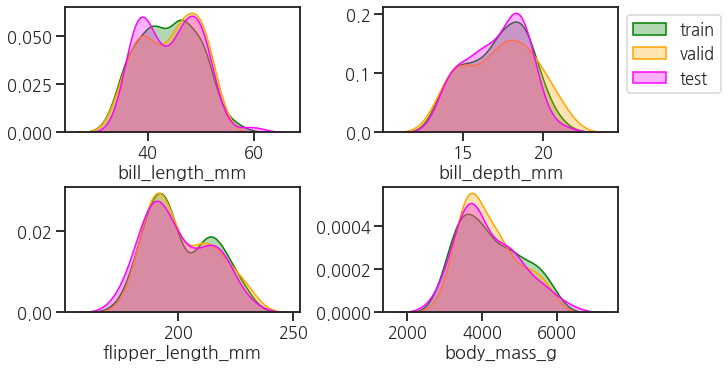 0.050
0.025
0.000
40
60
bill_length_mm
0.2
0.1
0.0
15
20
bill_depth_mm
train
valid
test
0.02
0.00
200
250
flipper_length_mm
0.0004
0.0002
0.0000
2000
4000
6000
body_mass_g